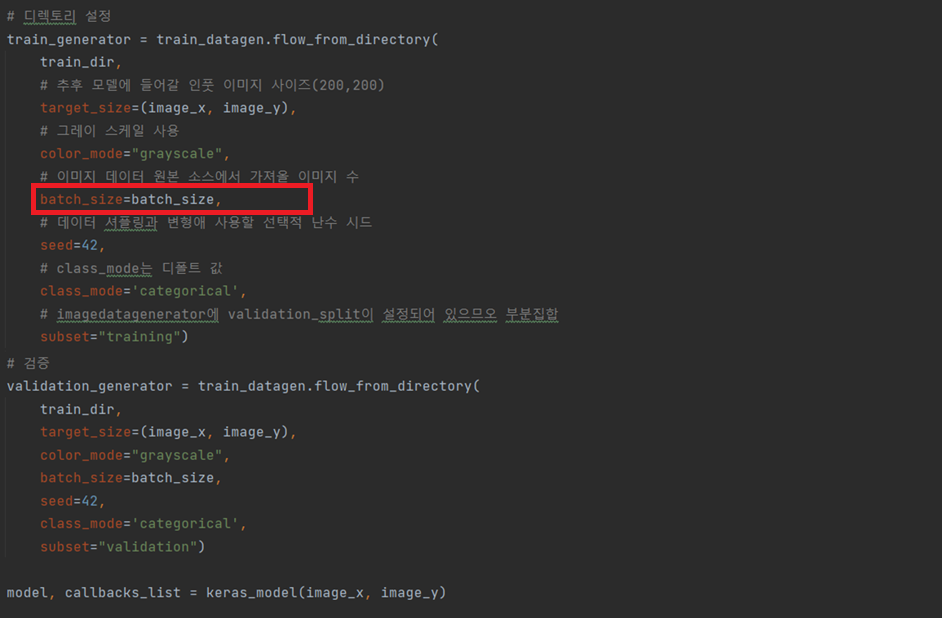 # 디렉토리 설정
train_generator = train_datagen.flow_from_directory(
    train_dir,
    # 추후 모델에 들어갈 인풋 이미지 사이즈(200,200)
    target_size=(image_x, image_y),
    # 그레이 스케일 사용
    color_mode="grayscale",
    # 이미지 데이터 원본 소스에서 가져올 이미지 수
    batch_size=batch_size,
    # 데이터 셔플링과 변형애 사용할 선택적 난수 시드
    seed=42,
    # class_mode는 디폴트 값
    class_mode='categorical',
    # imagedatagenerator에 validation_split이 설정되어 있으므오 부분집합
    subset="training")
# 검증
validation_generator = train_datagen.flow_from_directory(
    train_dir,
    target_size=(image_x, image_y),
    color_mode="grayscale",
    batch_size=batch_size,
    seed=42,
    class_mode='categorical',
    subset="validation")
model, callbacks_list = keras_model(image_x, image_y)